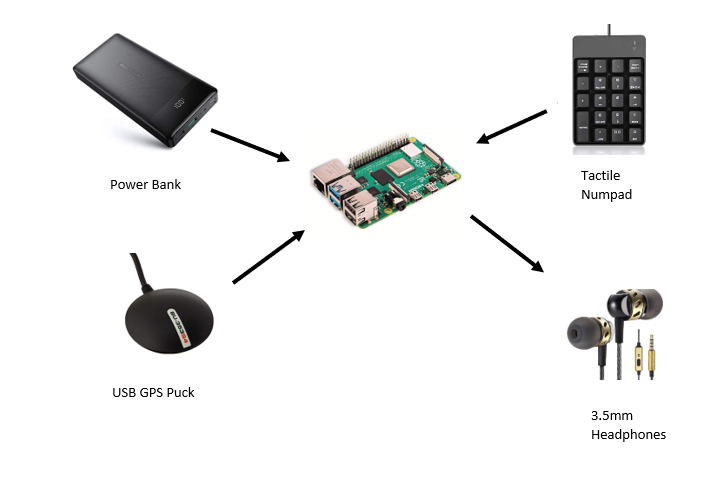 Power Bank
Tactile
Numpad
USB GPS Puck
3.5mm
Headphones